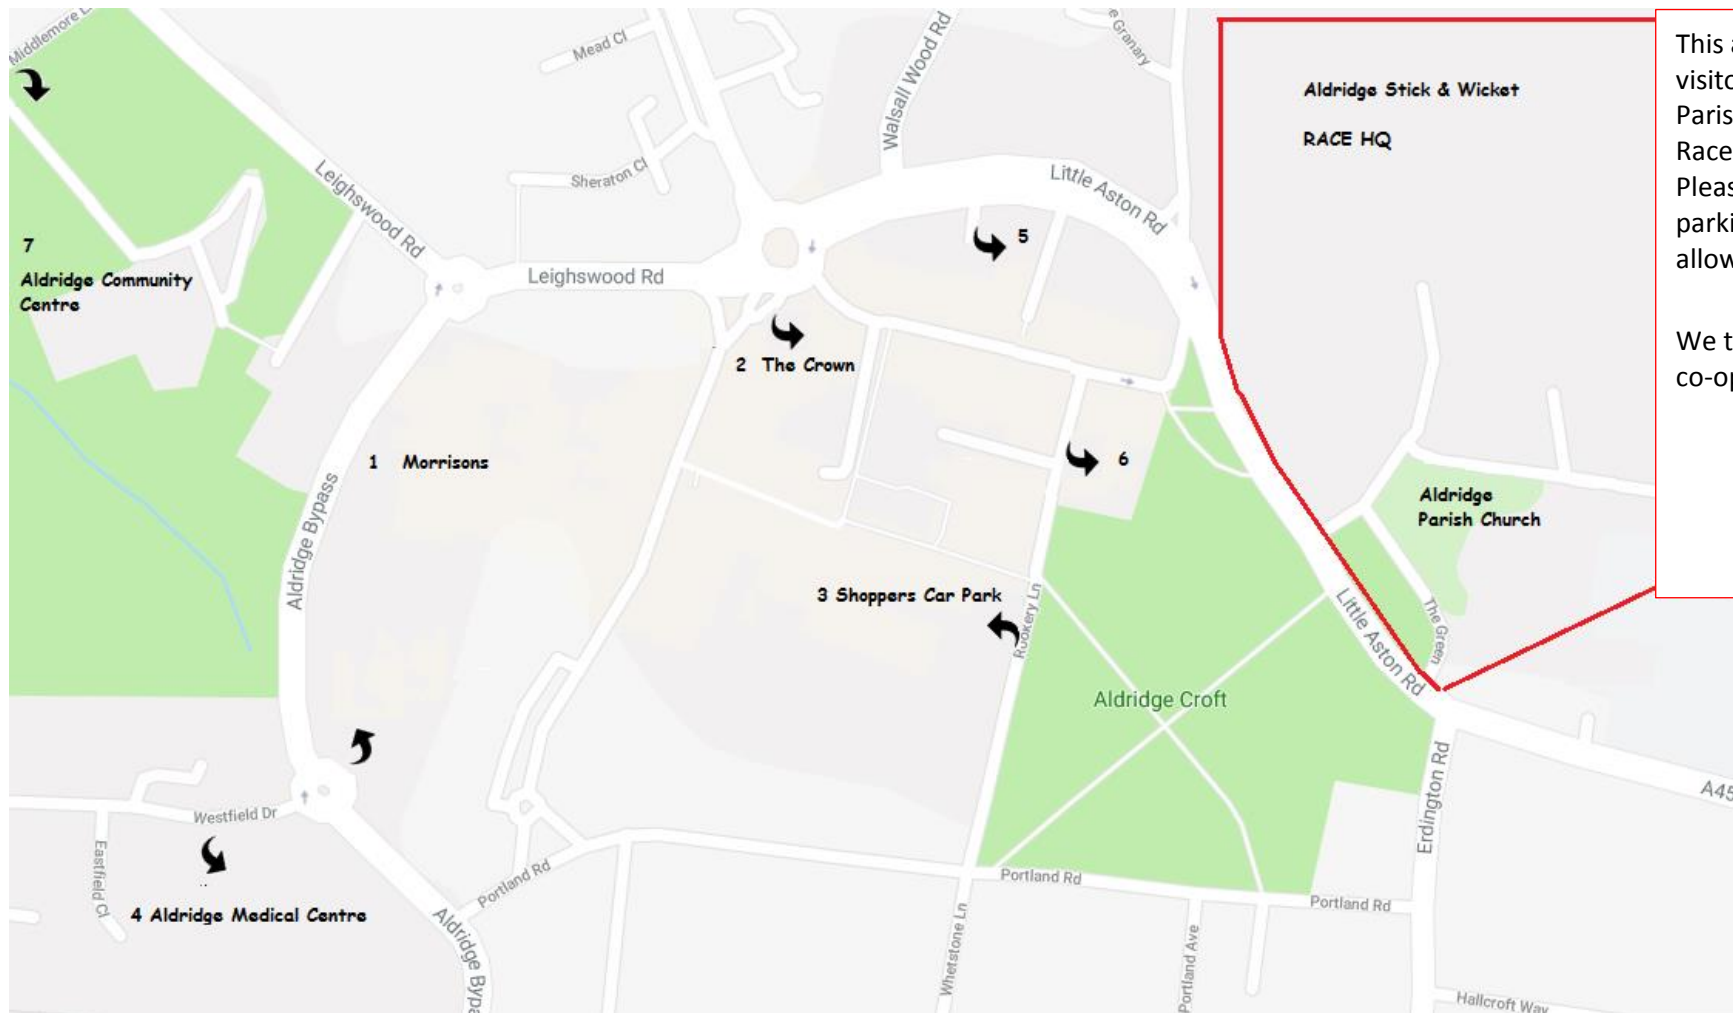 Middlemore L
Mead Cl
Walsall Wood Rd
e Granary
Leighswood Rd
Sheraton Cl
Little Aston Rd
Aldridge Stick & Wicket
RACE HQ
This
visito
Paris
Race
Pleas
parki
allow
We t
co-op
7
Aldridge Community
Centre
Leighswood Rd
5
2 The Crown
1 Morrisons
6
Aldridge
Parish Church
Aldridge Bypass
3 Shoppers Car Park
Rookery Ln
The Green
Little Aston Rd
Aldridge Croft
Westfield Dr
Eastfield Cl
4 Aldridge Medical Centre
Portland Rd
Aldridge Bypa
Portland Rd
Whetstone Ln
Portland Ave
Portland Rd
Erdington Rd
A45
Hallcroft Way